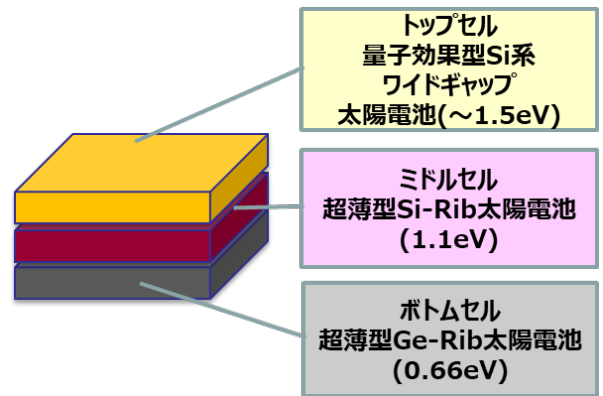 トップセル
量子効果型Si系
ワイドギャップ
太陽電池(～1.5eV)
ミドルセル
超薄型Si-Rib太陽電池
(1.1eV)
ボトムセル
超薄型Ge-Rib太陽電池
(0.66eV)